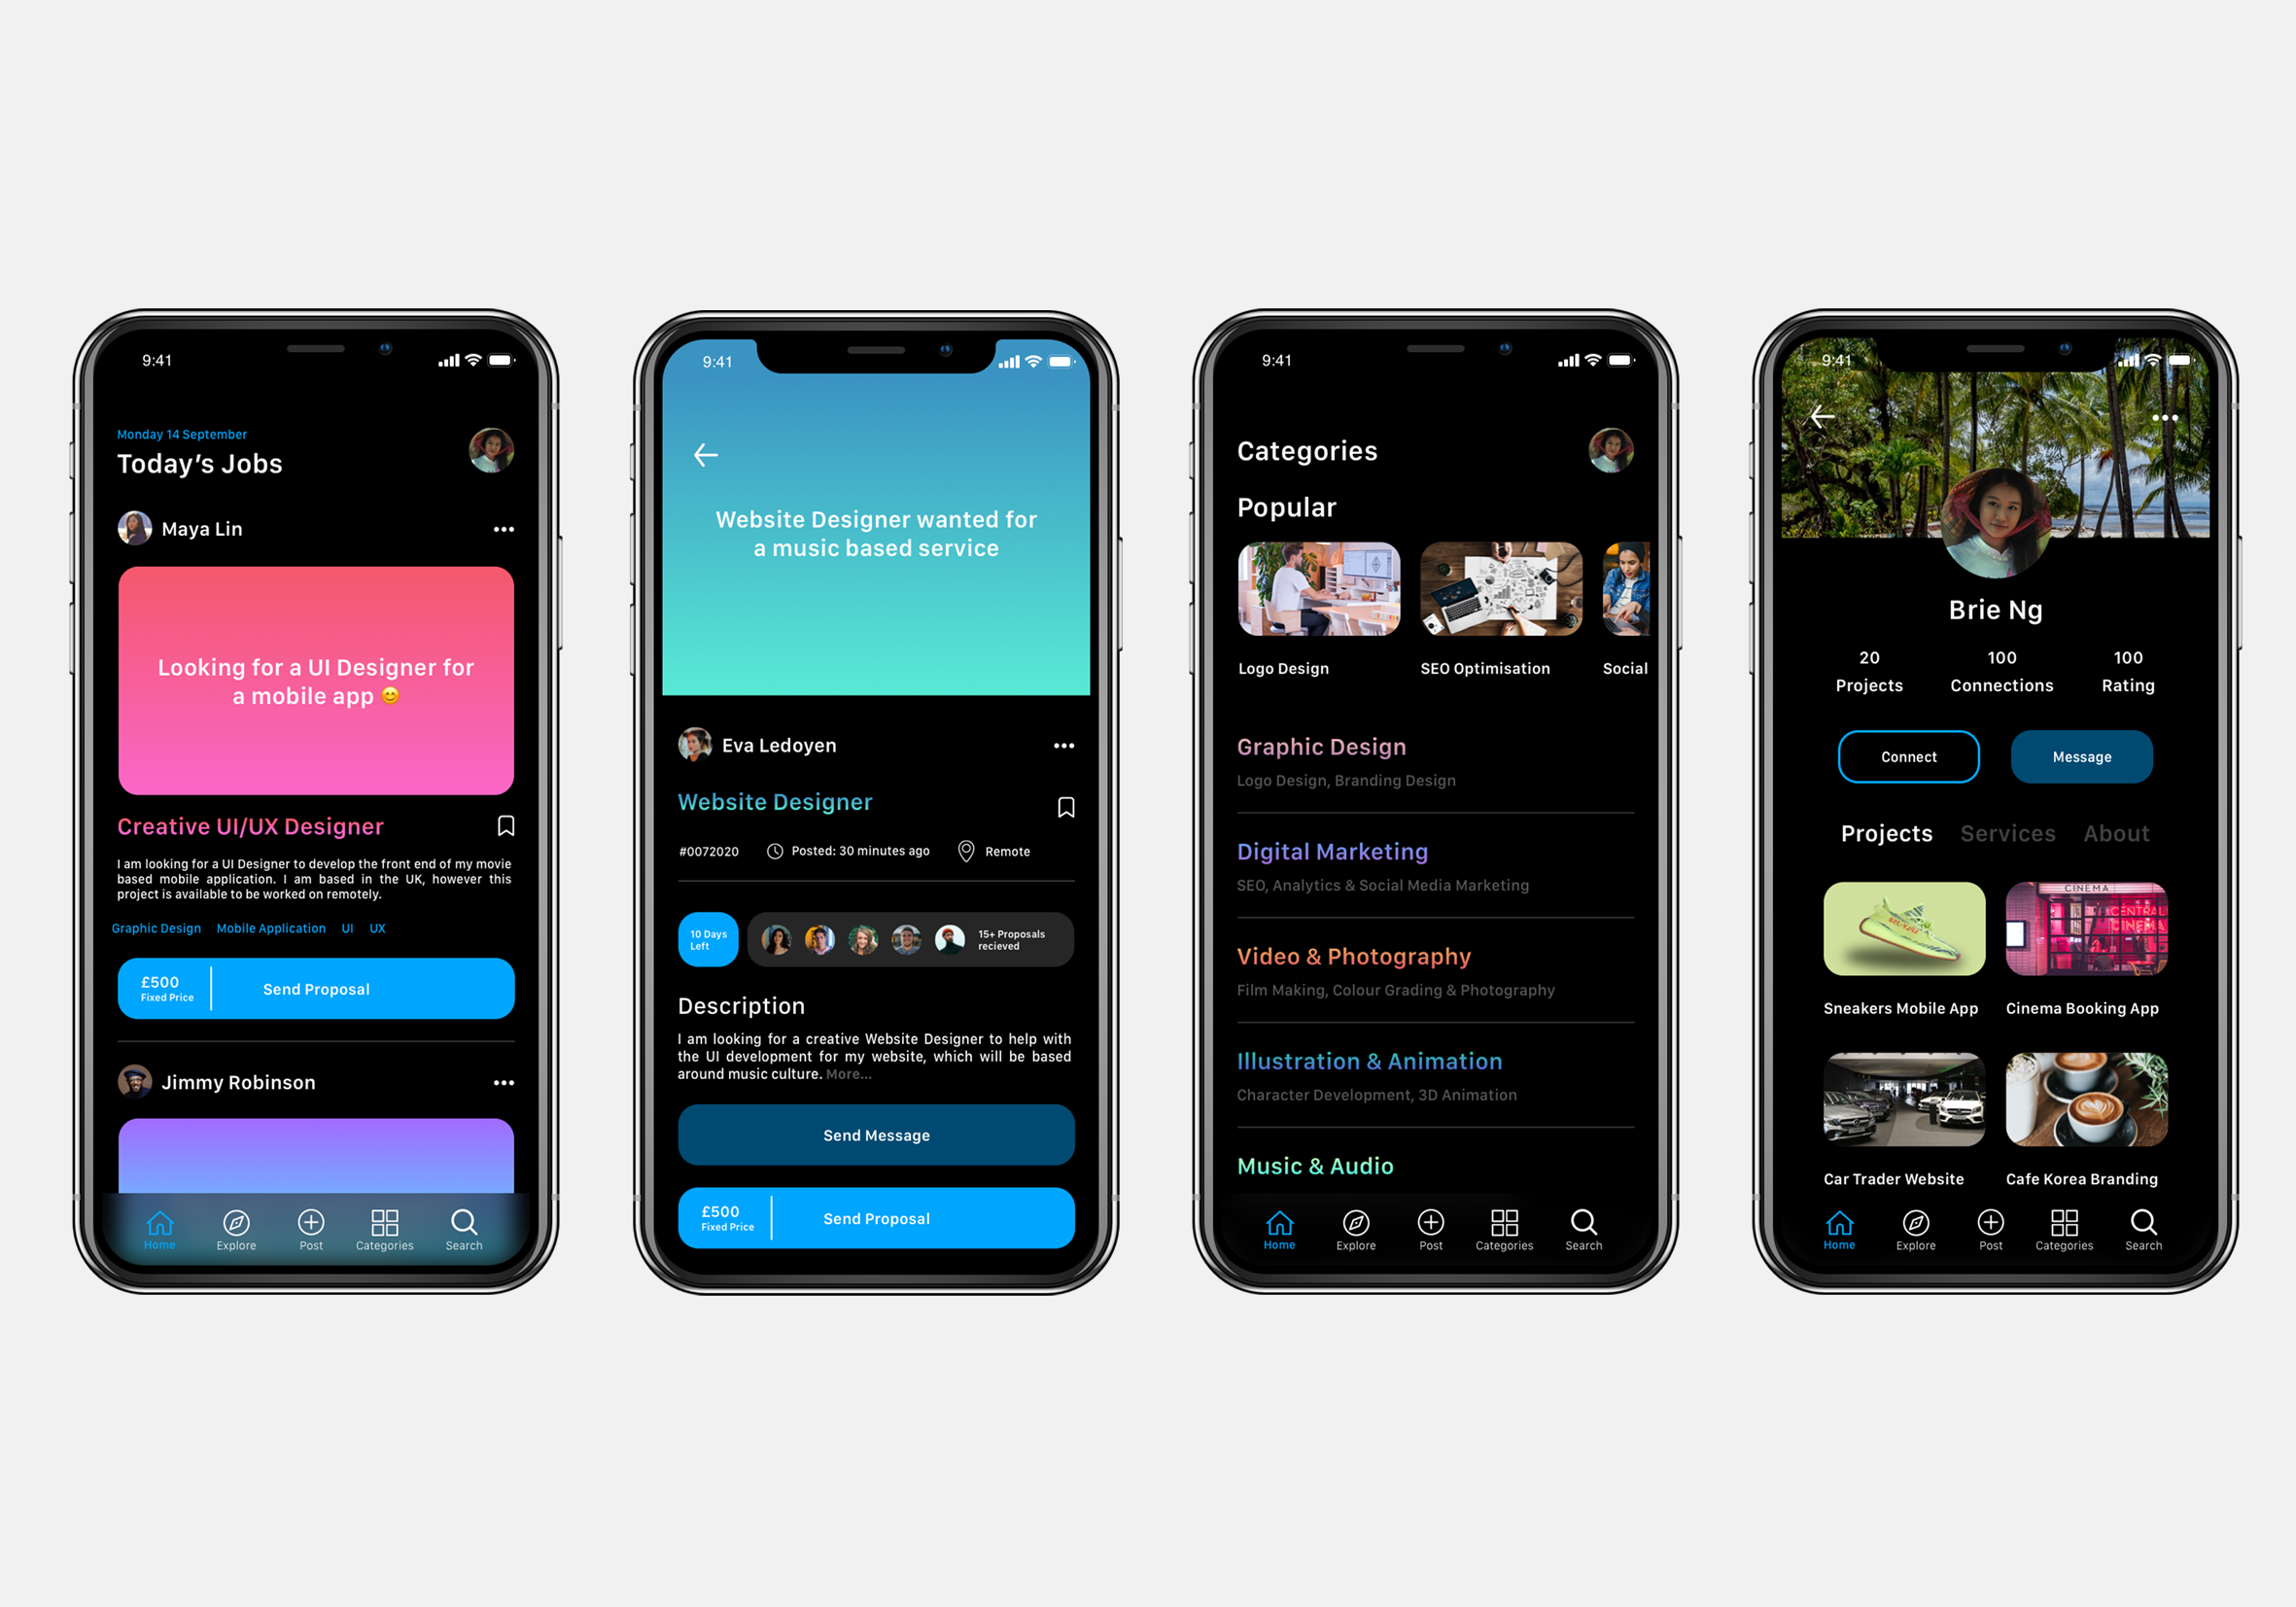 9:41
Monday 14 September
Today's Jobs
Maya Lin
Looking for a UI Designer for
a mobile app 😊
Creative UI/UX Designer
I am looking for a UI Designer to develop the front end of my movie
based mobile application. I am based in the UK, however this
project is available to be worked on remotely.
Graphic Design Mobile Application UI UX
£500
Fixed Price
Send Proposal
Jimmy Robinson
Home Explore Post Categories Search
9:41
Website Designer wanted for
a music based service
Eva Ledoyen
Website Designer
#0072020 Posted: 30 minutes ago Remote
10 Days
Left
15+ Proposals
recieved
Description
I am looking for a creative Website Designer to help with
the UI development for my website, which will be based
around music culture. More...
Send Message
£500
Fixed Price
Send Proposal
9:41
Categories
Popular
Logo Design SEO Optimisation Social
Graphic Design
Logo Design, Branding Design
Digital Marketing
SEO, Analytics & Social Media Marketing
Video & Photography
Film Making, Colour Grading & Photography
Illustration & Animation
Character Development, 3D Animation
Music & Audio
Home Explore Post Categories Search
9:41
Brie Ng
20 100 100
Projects Connections Rating
Connect Message
Projects Services About
CINEMA
CENTRAL
CINEMA
Sneakers Mobile App Cinema Booking App
Car Trader Website Cafe Korea Branding
Home Explore Post Categories Search